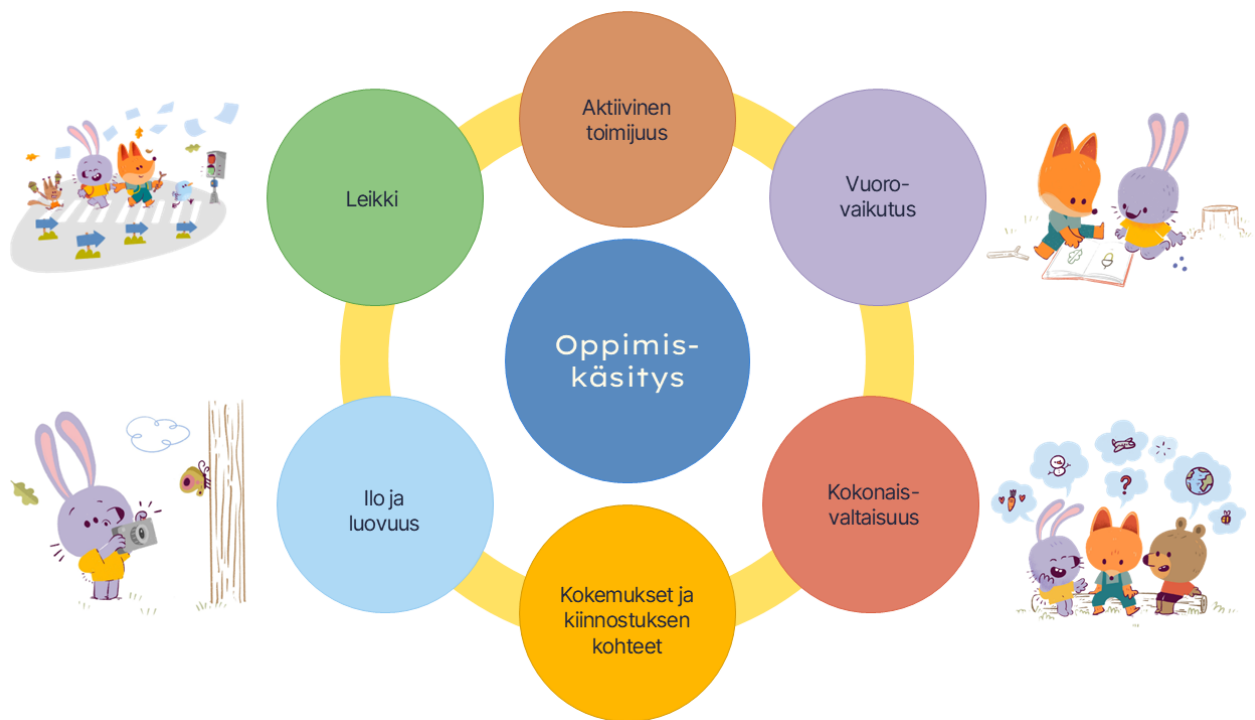 Aktiivinen
toimijuus
Leikki
Vuoro-
vaikutus
Oppimis-
käsitys
Ilo ja
luovuus
Kokonais-
valtaisuus
Kokemukset ja
kiinnostuksen
kohteet
?